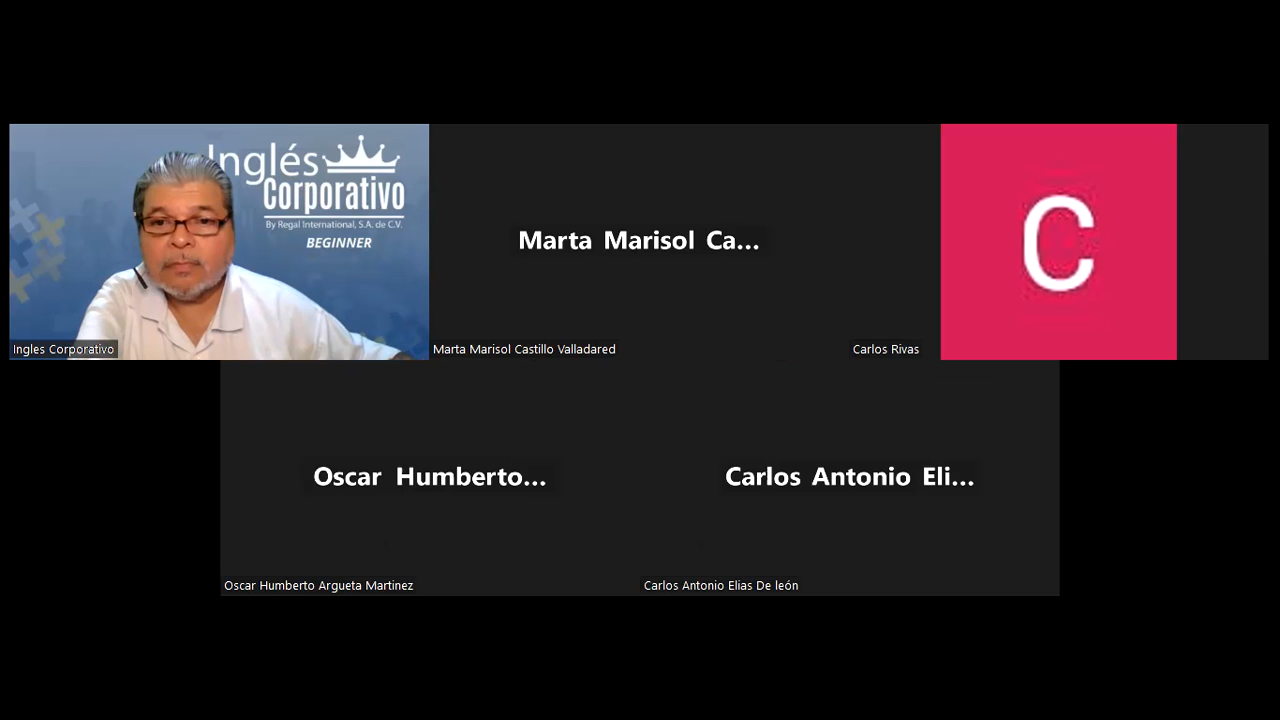 Inglés
Corporativo
By Regal International, S.A. de C.V.
BEGINNER
Ingles Corporativo
Marta Marisol Ca...
Marta Marisol Castillo Valladared
C
Carlos Rivas
Oscar Humberto...
Oscar Humberto Argueta Martinez
Carlos Antonio Eli...
Carlos Antonio Elias De león